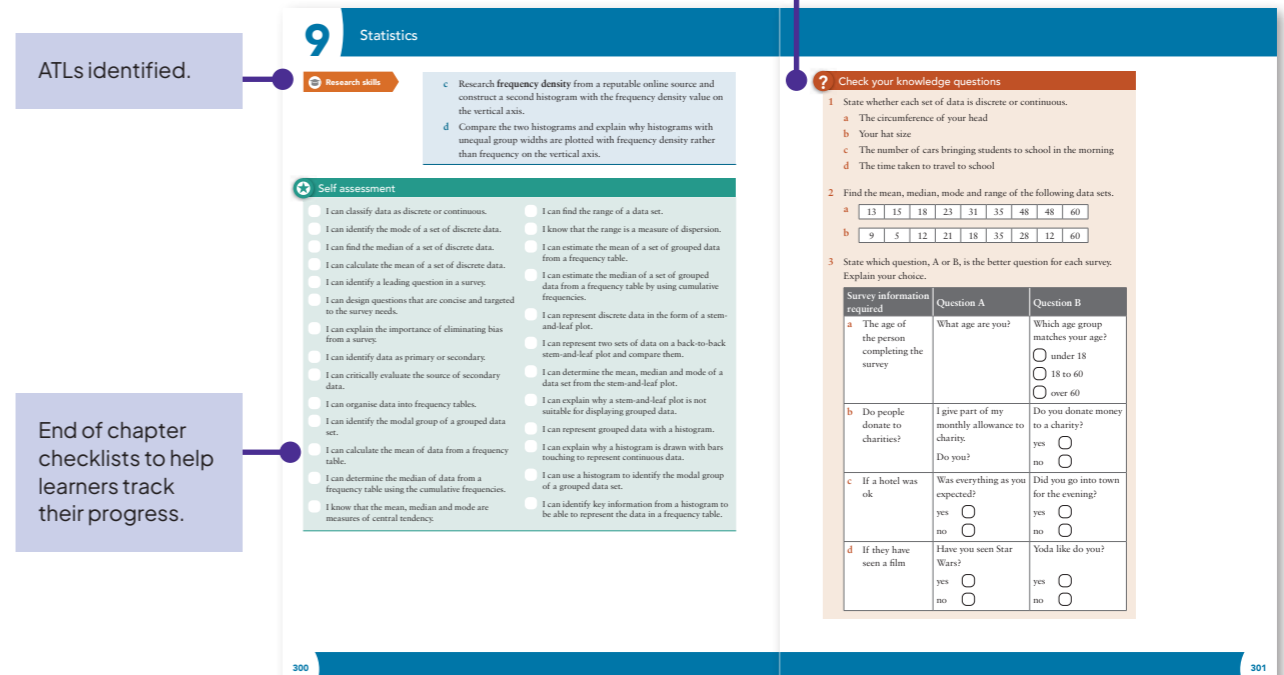 ATLs identified.
End of chapter
checklists to help
learners track
their progress.
9
Statistics
Research skills
c Research frequency density from a reputable online source and
construct a second histogram with the frequency density value on
the vertical axis.
d Compare the two histograms and explain why histograms with
unequal group widths are plotted with frequency density rather
than frequency on the vertical axis.
Self assessment
I can classify data as discrete or continuous.
I can identify the mode of a set of discrete data.
I can find the median of a set of discrete data.
I can calculate the mean of a set of discrete data.
I can identify a leading question in a survey.
I can design questions that are concise and targeted
to the survey needs.
I can explain the importance of eliminating bias
from a survey.
I can identify data as primary or secondary.
I can critically evaluate the source of secondary
data.
I can organise data into frequency tables.
I can identify the modal group of a grouped data
set.
I can calculate the mean of data from a frequency
table.
I can determine the median of data from a
frequency table using the cumulative frequencies.
I know that the mean, median and mode are
measures of central tendency.
I can find the range of a data set.
I know that the range is a measure of dispersion.
I can estimate the mean of a set of grouped data
from a frequency table.
I can estimate the median of a set of grouped
data from a frequency table by using cumulative
frequencies.
I can represent discrete data in the form of a stem-
and-leaf plot.
I can represent two sets of data on a back-to-back
stem-and-leaf plot and compare them.
I can determine the mean, median and mode of a
data set from the stem-and-leaf plot.
I can explain why a stem-and-leaf plot is not
suitable for displaying grouped data.
I can represent grouped data with a histogram.
I can explain why a histogram is drawn with bars
touching to represent continuous data.
I can use a histogram to identify the modal group
of a grouped data set.
I can identify key information from a histogram to
be able to represent the data in a frequency table.
300
? Check your knowledge questions
1 State whether each set of data is discrete or continuous.
a The circumference of your head
b Your hat size
c The number of cars bringing students to school in the morning
d The time taken to travel to school
2 Find the mean, median, mode and range of the following data sets.
a 13 15 18 23 31 35 48 48 60
b 9 5 12 21 18 35 28 12 60
3 State which question, A or B, is the better question for each survey.
Explain your choice.
Survey information
required
Question A
Question B
a The age of
the person
completing the
survey
What age are you?
Which age group
matches your age?
under 18
18 to 60
over 60
b Do people
donate to
charities?
I give part of my
monthly allowance to
charity.
Do you?
Do you donate money
to a charity?
yes
no
c If a hotel was
ok
Was everything as you
expected?
yes
no
Did you go into town
for the evening?
yes
no
d If they have
seen a film
Have you seen Star
Wars?
yes
no
Yoda like do you?
yes
no
301